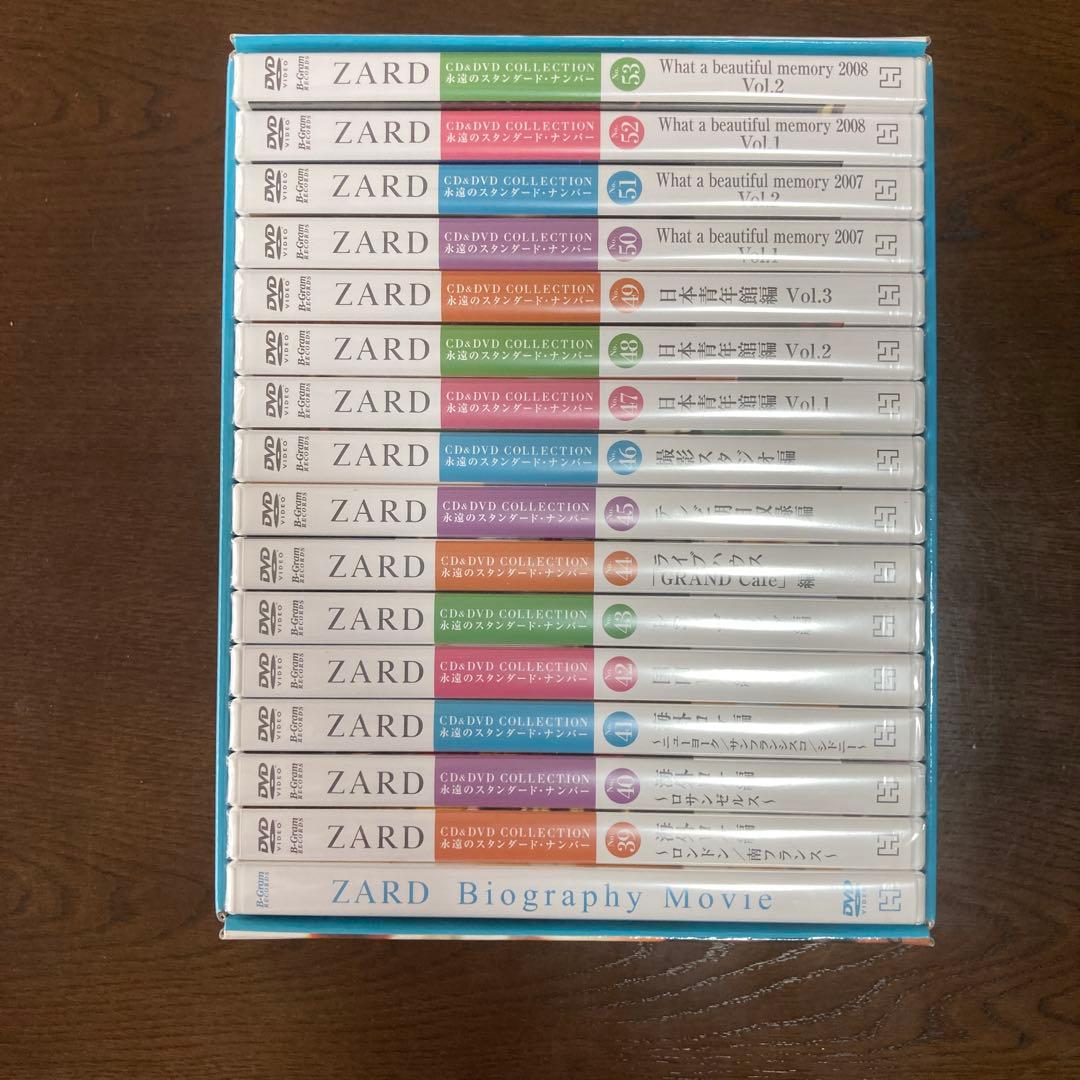 DVD
VIDEO
B-Gram
RECORDS
ZARD
CD&DVD COLLECTION
永遠のスタンダード・ナンバー
No.
53
What a beautiful memory 2008
Vol.2
DVD
VIDEO
B-Gram
RECORDS
ZARD
CD&DVD COLLECTION
永遠のスタンダード・ナンバー
No.
52
What a beautiful memory 2008
Vol.1
DVD
VIDEO
B-Gram
RECORDS
ZARD
CD&DVD COLLECTION
永遠のスタンダード・ナンバー
No.
51
What a beautiful memory 2007
Vol.2
DVD
VIDEO
B-Gram
RECORDS
ZARD
CD&DVD COLLECTION
永遠のスタンダード・ナンバー
No.
50
What a beautiful memory 2007
Vol.1
DVD
VIDEO
B-Gram
RECORDS
ZARD
CD&DVD COLLECTION
永遠のスタンダード・ナンバー
No.
49
日本青年館編 Vol.3
DVD
VIDEO
B-Gram
RECORDS
ZARD
CD&DVD COLLECTION
永遠のスタンダード・ナンバー
No.
48
日本青年館編 Vol.2
DVD
VIDEO
B-Gram
RECORDS
ZARD
CD&DVD COLLECTION
永遠のスタンダード・ナンバー
No.
47
日本青年館編 Vol.1
DVD
VIDEO
B-Gram
RECORDS
ZARD
CD&DVD COLLECTION
永遠のスタンダード・ナンバー
No.
46
撮影スタジオ編
DVD
VIDEO
B-Gram
RECORDS
ZARD
CD&DVD COLLECTION
永遠のスタンダード・ナンバー
No.
45
DVD
VIDEO
B-Gram
RECORDS
ZARD
CD&DVD COLLECTION
永遠のスタンダード・ナンバー
No.
44
ライブハウス
「GRAND Cafe」編
DVD
VIDEO
B-Gram
RECORDS
ZARD
CD&DVD COLLECTION
永遠のスタンダード・ナンバー
No.
43
DVD
VIDEO
B-Gram
RECORDS
ZARD
CD&DVD COLLECTION
永遠のスタンダード・ナンバー
No.
42
DVD
VIDEO
B-Gram
RECORDS
ZARD
CD&DVD COLLECTION
永遠のスタンダード・ナンバー
No.
41
~ニューヨーク/サンフランシスコ/シドニー~
DVD
VIDEO
B-Gram
RECORDS
ZARD
CD&DVD COLLECTION
永遠のスタンダード・ナンバー
No.
40
~ロサンゼルス~
DVD
VIDEO
B-Gram
RECORDS
ZARD
CD&DVD COLLECTION
永遠のスタンダード・ナンバー
No.
39
~ロンドン/南フランス~
B-Gram
RECORDS
ZARD Biography Movie
DVD
VIDEO